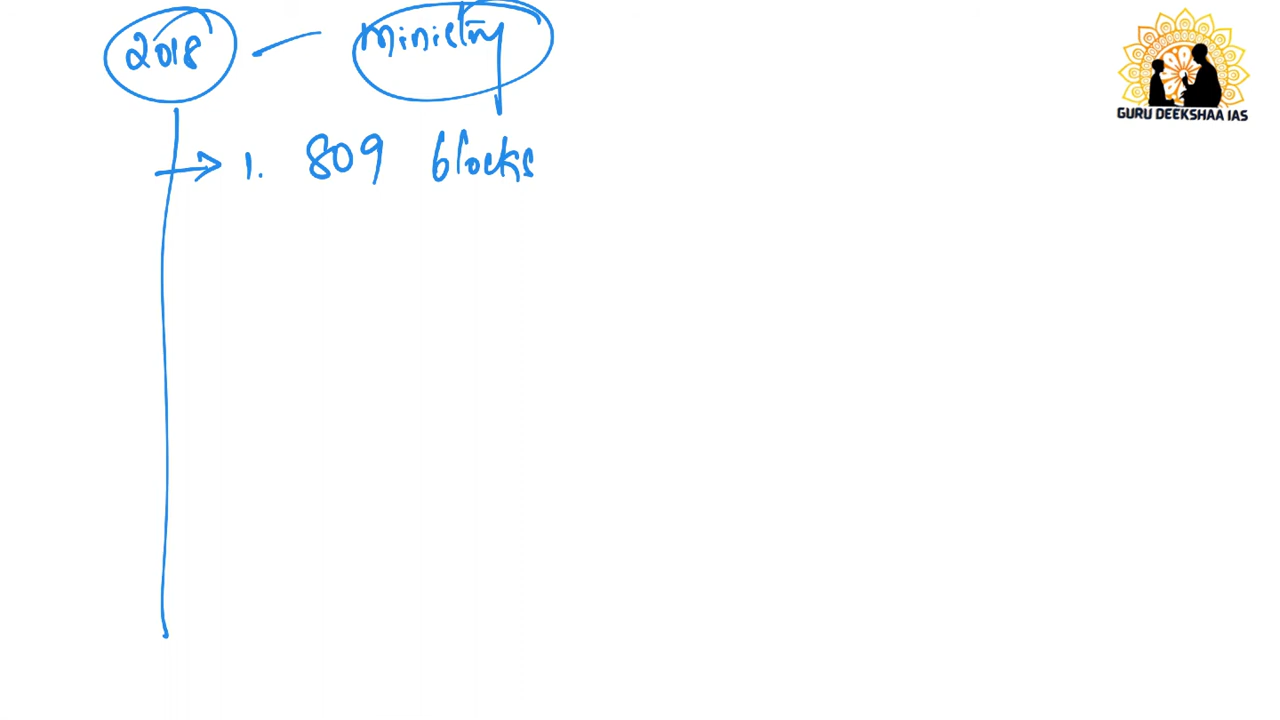 2018 — ministry
GURU DEEKSHAA IAS
1. 809 blocks